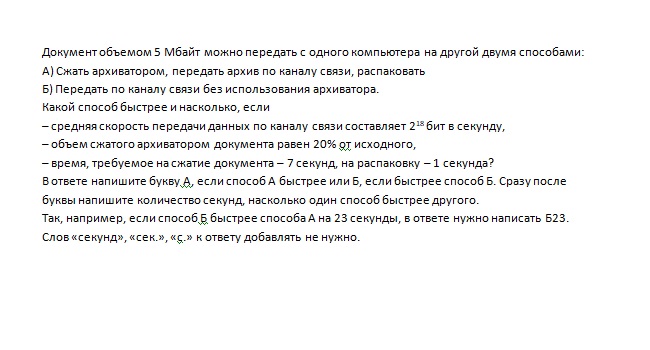 Документ объемом 5 Мбайт можно передать с одного компьютера на другой двумя способами:
А) Сжать архиватором, передать архив по каналу связи, распаковать
Б) Передать по каналу связи без использования архиватора.
Какой способ быстрее и насколько, если
– средняя скорость передачи данных по каналу связи составляет 2¹⁸ бит в секунду,
– объем сжатого архиватором документа равен 20% от исходного,
– время, требуемое на сжатие документа – 7 секунд, на распаковку – 1 секунда?
В ответе напишите букву А, если способ А быстрее или Б, если быстрее способ Б. Сразу после
буквы напишите количество секунд, насколько один способ быстрее другого.
Так, например, если способ Б быстрее способа А на 23 секунды, в ответе нужно написать Б23.
Слов «секунд», «сек.», «с.» к ответу добавлять не нужно.